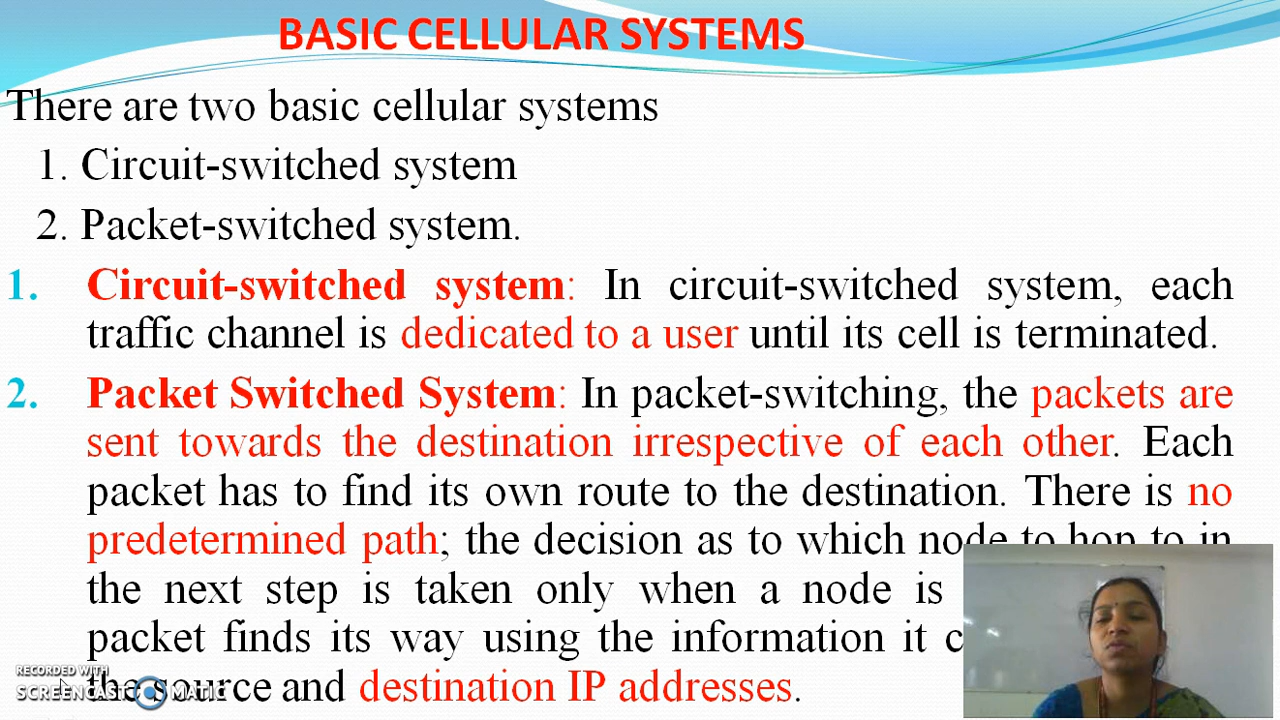 BASIC CELLULAR SYSTEMS
There are two basic cellular systems
1. Circuit-switched system
2. Packet-switched system.
1. Circuit-switched system: In circuit-switched system, each
traffic channel is dedicated to a user until its cell is terminated.
2. Packet Switched System: In packet-switching, the packets are
sent towards the destination irrespective of each other. Each
packet has to find its own route to the destination. There is no
predetermined path; the decision as to which node to hop to in
the next step is taken only when a node is
packet finds its way using the information it
the source and destination IP addresses.
RECORDED WITH
SCREENCAST MATIC